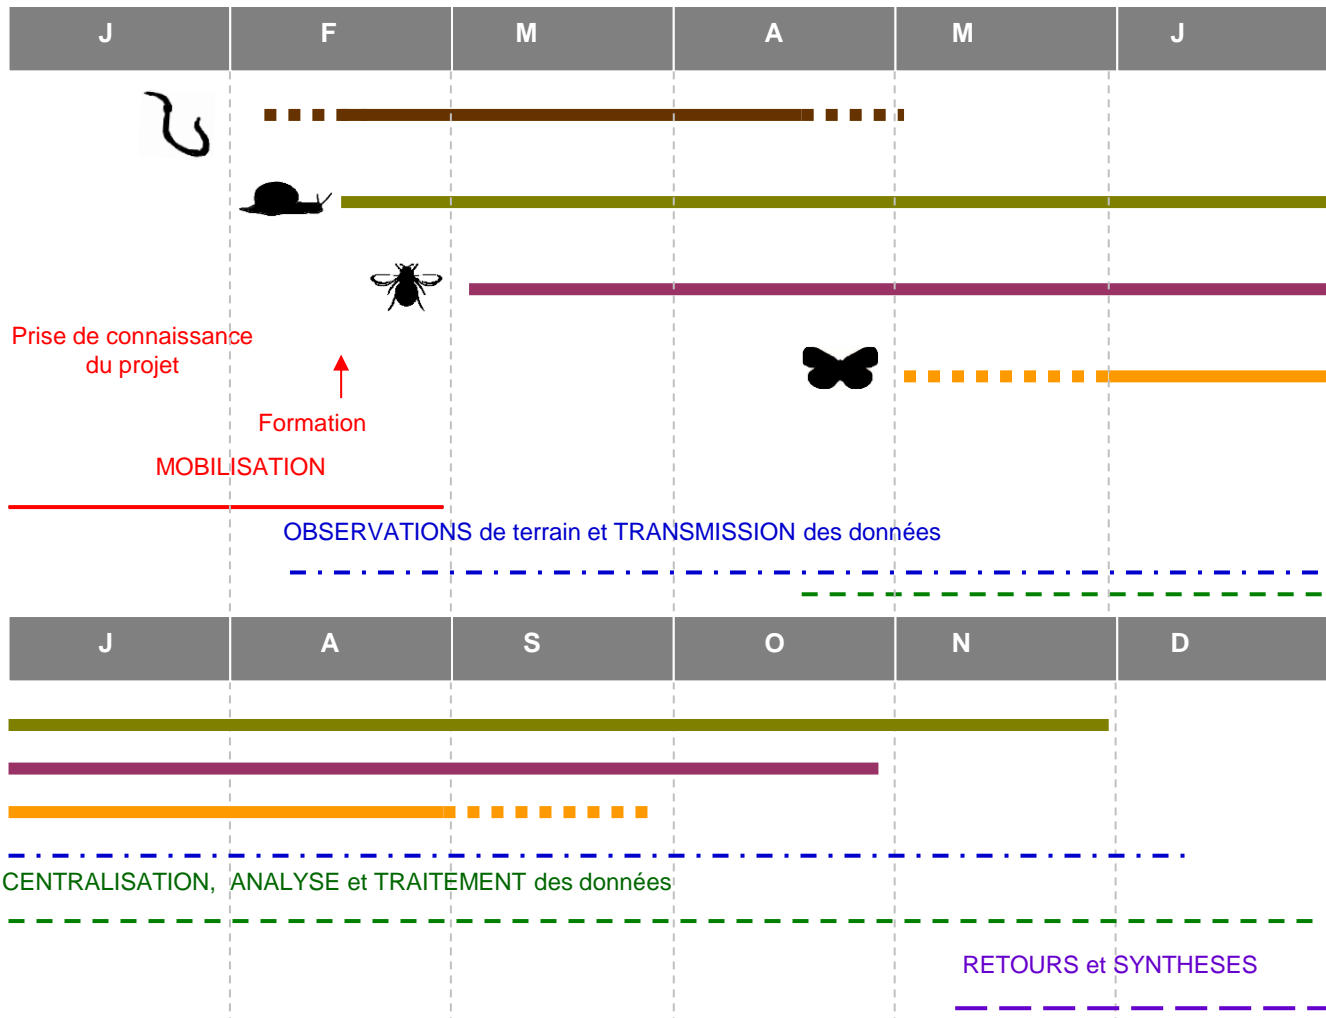 J F M A M J
Prise de connaissance
du projet
Formation
MOBILISATION
OBSERVATIONS de terrain et TRANSMISSION des données
J A S O N D
CENTRALISATION, ANALYSE et TRAITEMENT des données
RETOURS et SYNTHESES